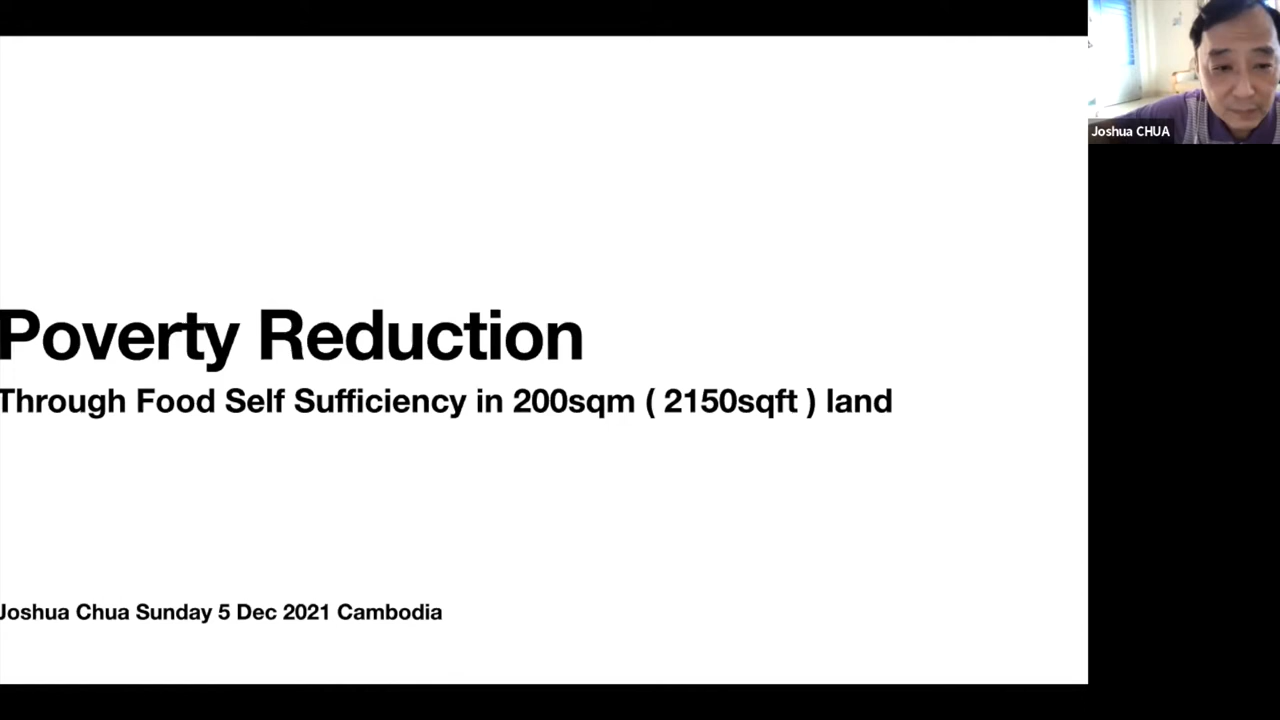 Joshua CHUA
Poverty Reduction
Through Food Self Sufficiency in 200sqm ( 2150sqft ) land
Joshua Chua Sunday 5 Dec 2021 Cambodia